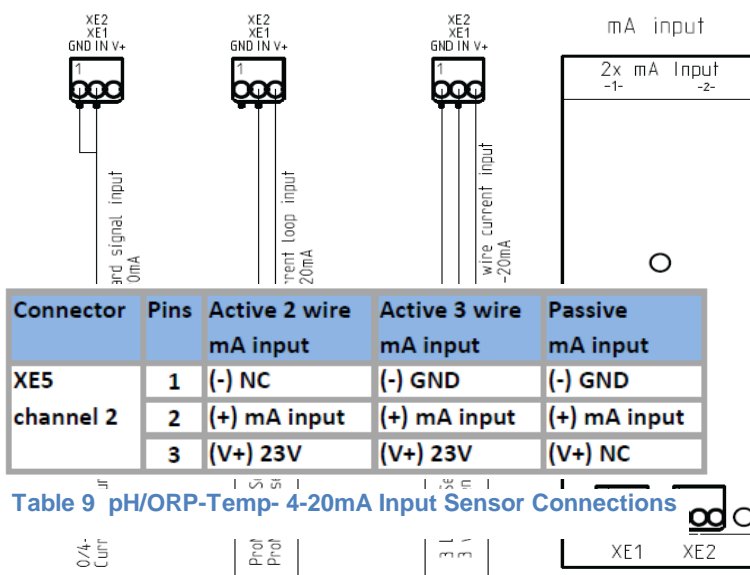 XE2
XE1
GND IN V+
1
XE2
XE1
GND IN V+
1
XE2
XE1
GND IN V+
1
mA input
2x mA Input
-1- -2-
signal input
0mA
loop input
20mA
wire current input
-20mA
Connector Pins Active 2 wire mA input Active 3 wire mA input Passive mA input
XE5 channel 2 1 (-) NC (-) GND (-) GND
2 (+) mA input (+) mA input (+) mA input
3 (V+) 23V (V+) 23V (V+) NC
Table 9 pH/ORP-Temp- 4-20mA Input Sensor Connections
0/4-
XE1 XE2